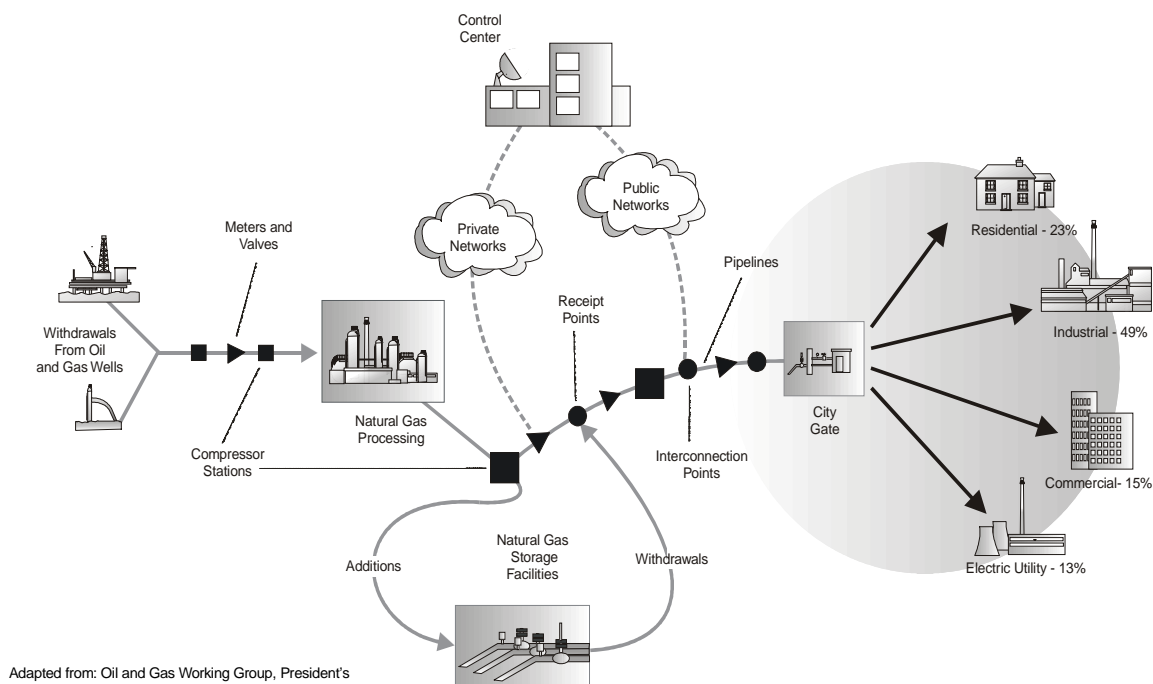 Control
Center
Public
Networks
Private
Networks
Meters and
Valves
Withdrawals
From Oil
and Gas Wells
Compressor
Stations
Natural Gas
Processing
Receipt
Points
Pipelines
Interconnection
Points
City
Gate
Residential - 23%
Industrial - 49%
Commercial- 15%
Electric Utility - 13%
Additions
Natural Gas
Storage
Facilities
Withdrawals
Adapted from: Oil and Gas Working Group, President's